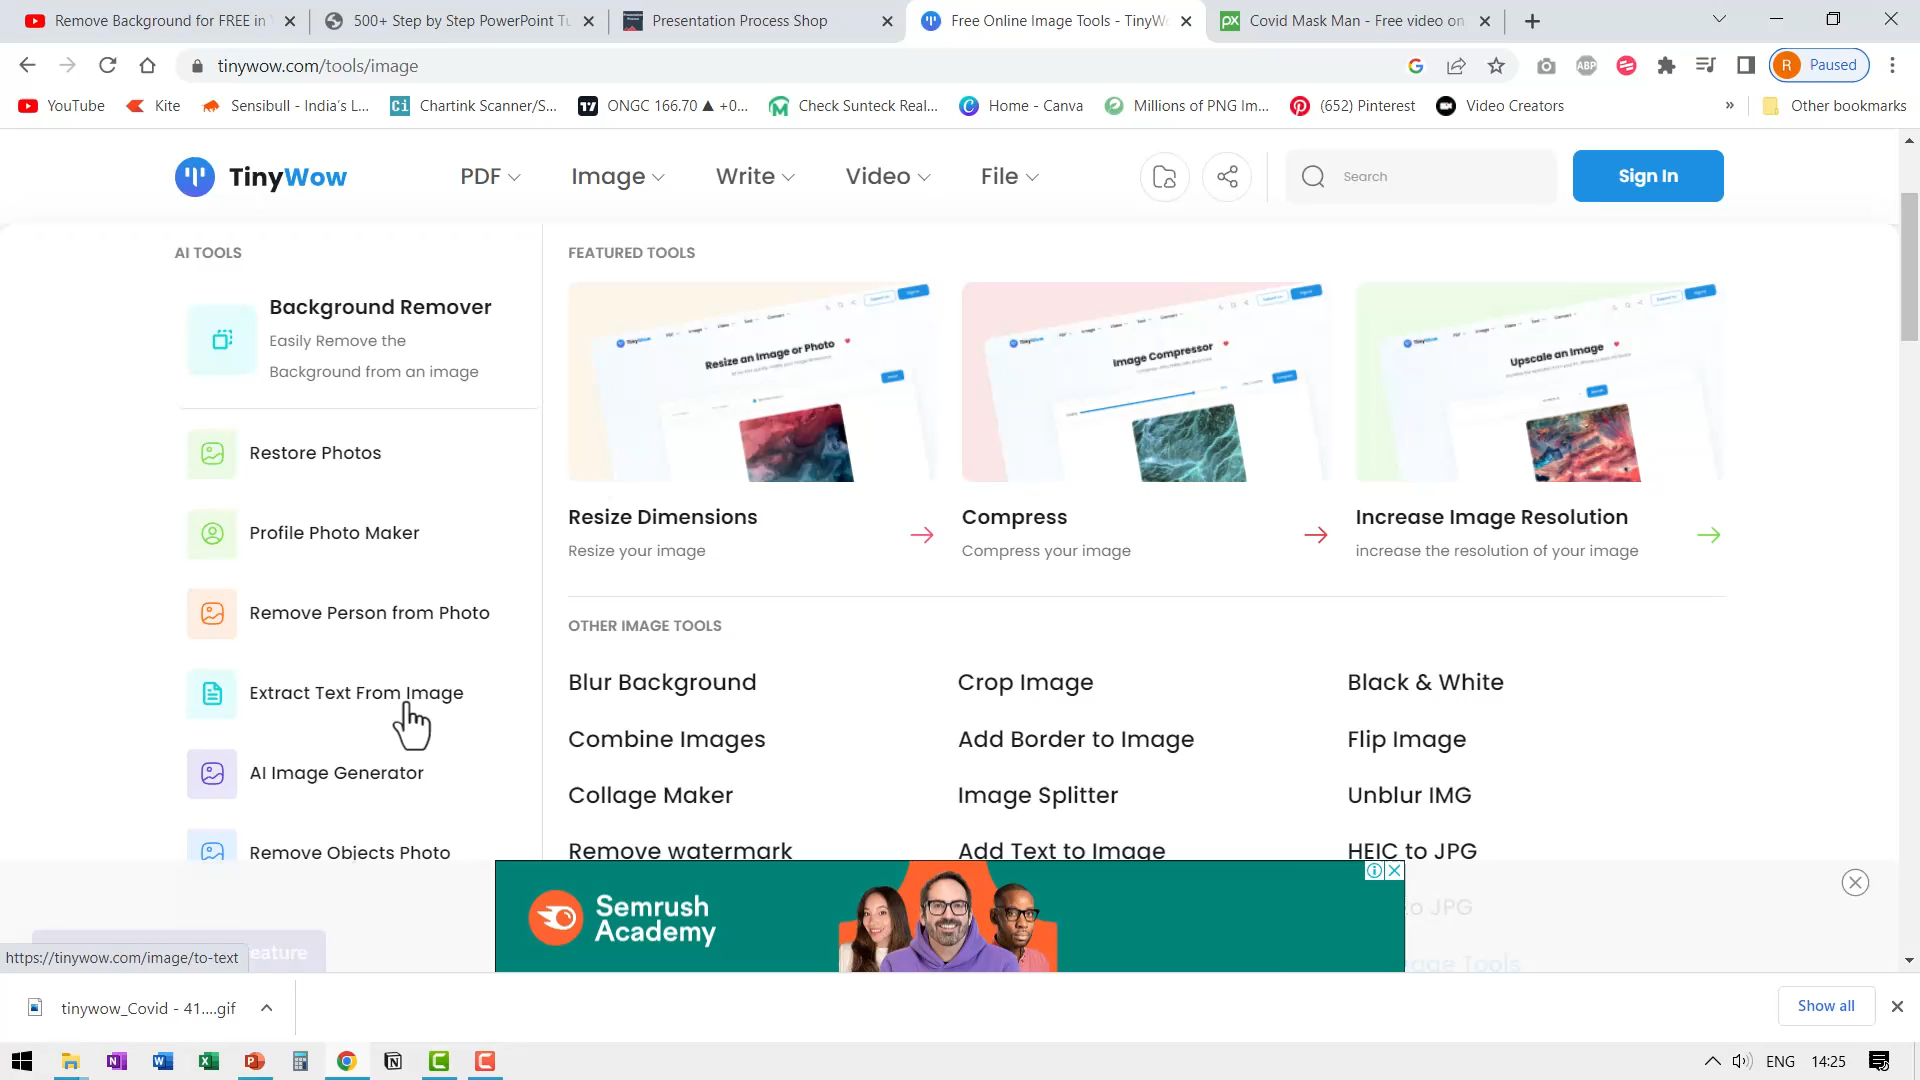 Remove Background for FREE in
500+ Step by Step PowerPoint Tu
Presentation Process Shop
Free Online Image Tools - TinyWo
Covid Mask Man - Free video on
tinywow.com/tools/image
R Paused
YouTube
Kite
Sensibull - India's L...
Chartink Scanner/S...
ONGC 166.70 ▲ +0...
Check Sunteck Real...
Home - Canva
Millions of PNG Im...
(652) Pinterest
Video Creators
»
Other bookmarks
TinyWow
PDF
Image
Write
Video
File
Search
Sign In
AI TOOLS
Background Remover
Easily Remove the
Background from an image
Restore Photos
Profile Photo Maker
Remove Person from Photo
Extract Text From Image
AI Image Generator
Remove Objects Photo
FEATURED TOOLS
Resize an Image or Photo
Image Compressor
Upscale an Image
Resize Dimensions
Resize your image
Compress
Compress your image
Increase Image Resolution
increase the resolution of your image
OTHER IMAGE TOOLS
Blur Background
Crop Image
Black & White
Combine Images
Add Border to Image
Flip Image
Collage Maker
Image Splitter
Unblur IMG
Remove watermark
Add Text to Image
HEIC to JPG
to JPG
Tools
Semrush
Academy
eature
https://tinywow.com/image/to-text
tinywow_Covid - 41....gif
Show all
ENG
14:25